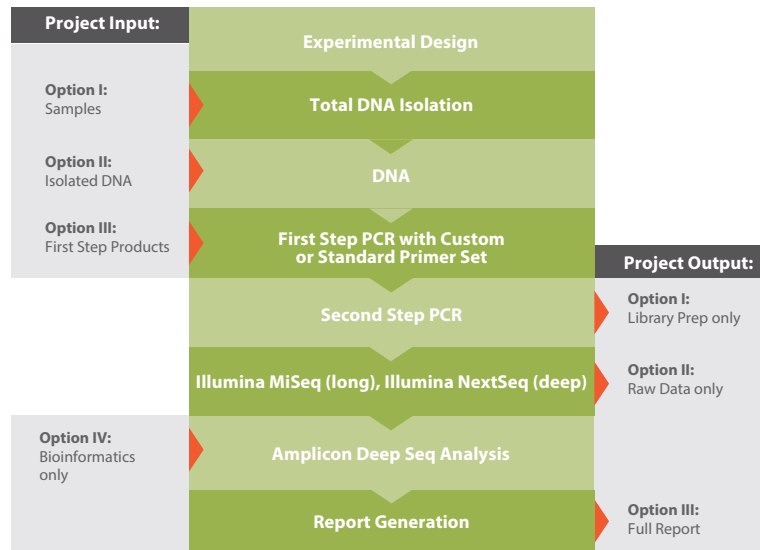 Project Input:
Experimental Design
Option I:
Samples
Total DNA Isolation
Option II:
Isolated DNA
DNA
Option III:
First Step Products
First Step PCR with Custom
or Standard Primer Set
Project Output:
Second Step PCR
Option I:
Library Prep only
Illumina MiSeq (long), Illumina NextSeq (deep)
Option II:
Raw Data only
Option IV:
Bioinformatics
only
Amplicon Deep Seq Analysis
Report Generation
Option III:
Full Report